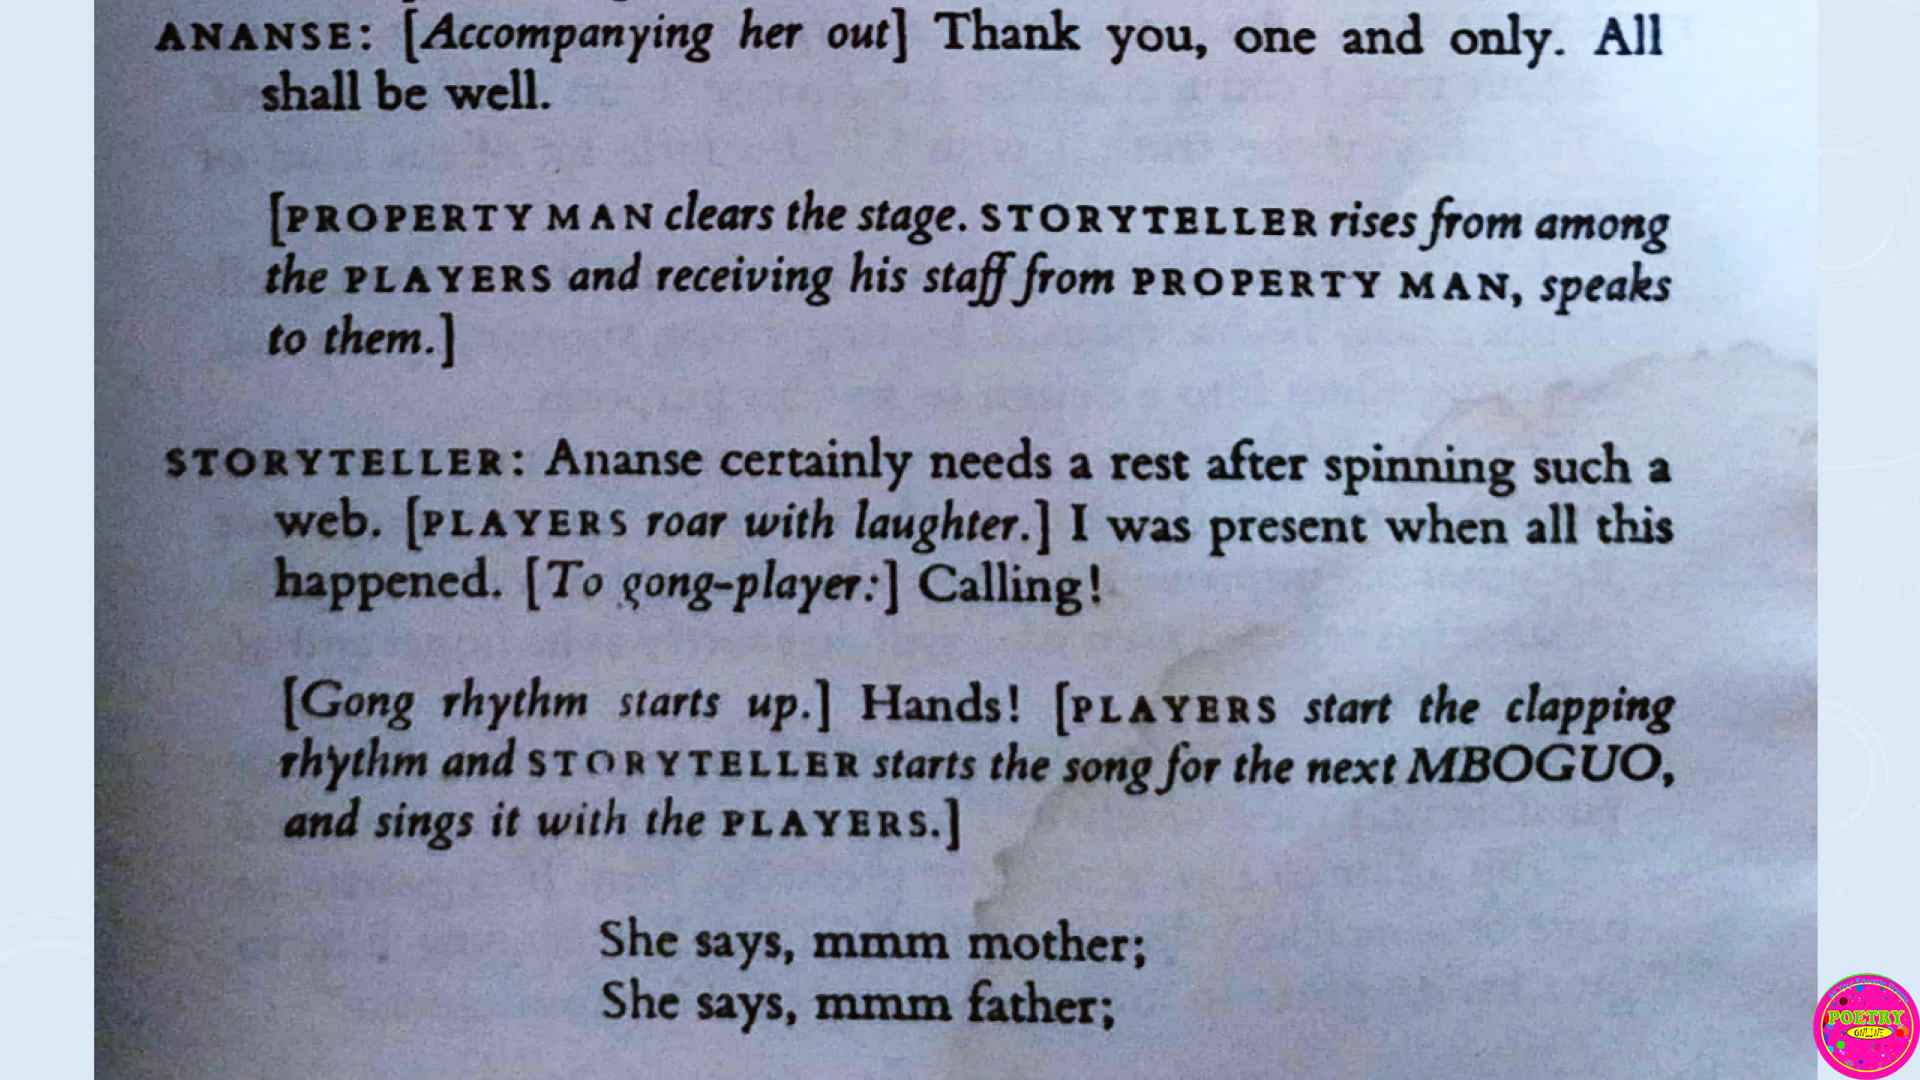 ANANSE: [Accompanying her out] Thank you, one and only. All
shall be well.
[PROPERTY MAN clears the stage. STORYTELLER rises from among
the PLAYERS and receiving his staff from PROPERTY MAN, speaks
to them.]
STORYTELLER: Ananse certainly needs a rest after spinning such a
web. [PLAYERS roar with laughter.] I was present when all this
happened. [To gong-player:] Calling!
[Gong rhythm starts up.] Hands! [PLAYERS start the clapping
rhythm and STORYTELLER starts the song for the next MBOGUO,
and sings it with the PLAYERS.]
She says, mmm mother;
She says, mmm father;
POETRY
ONLINE